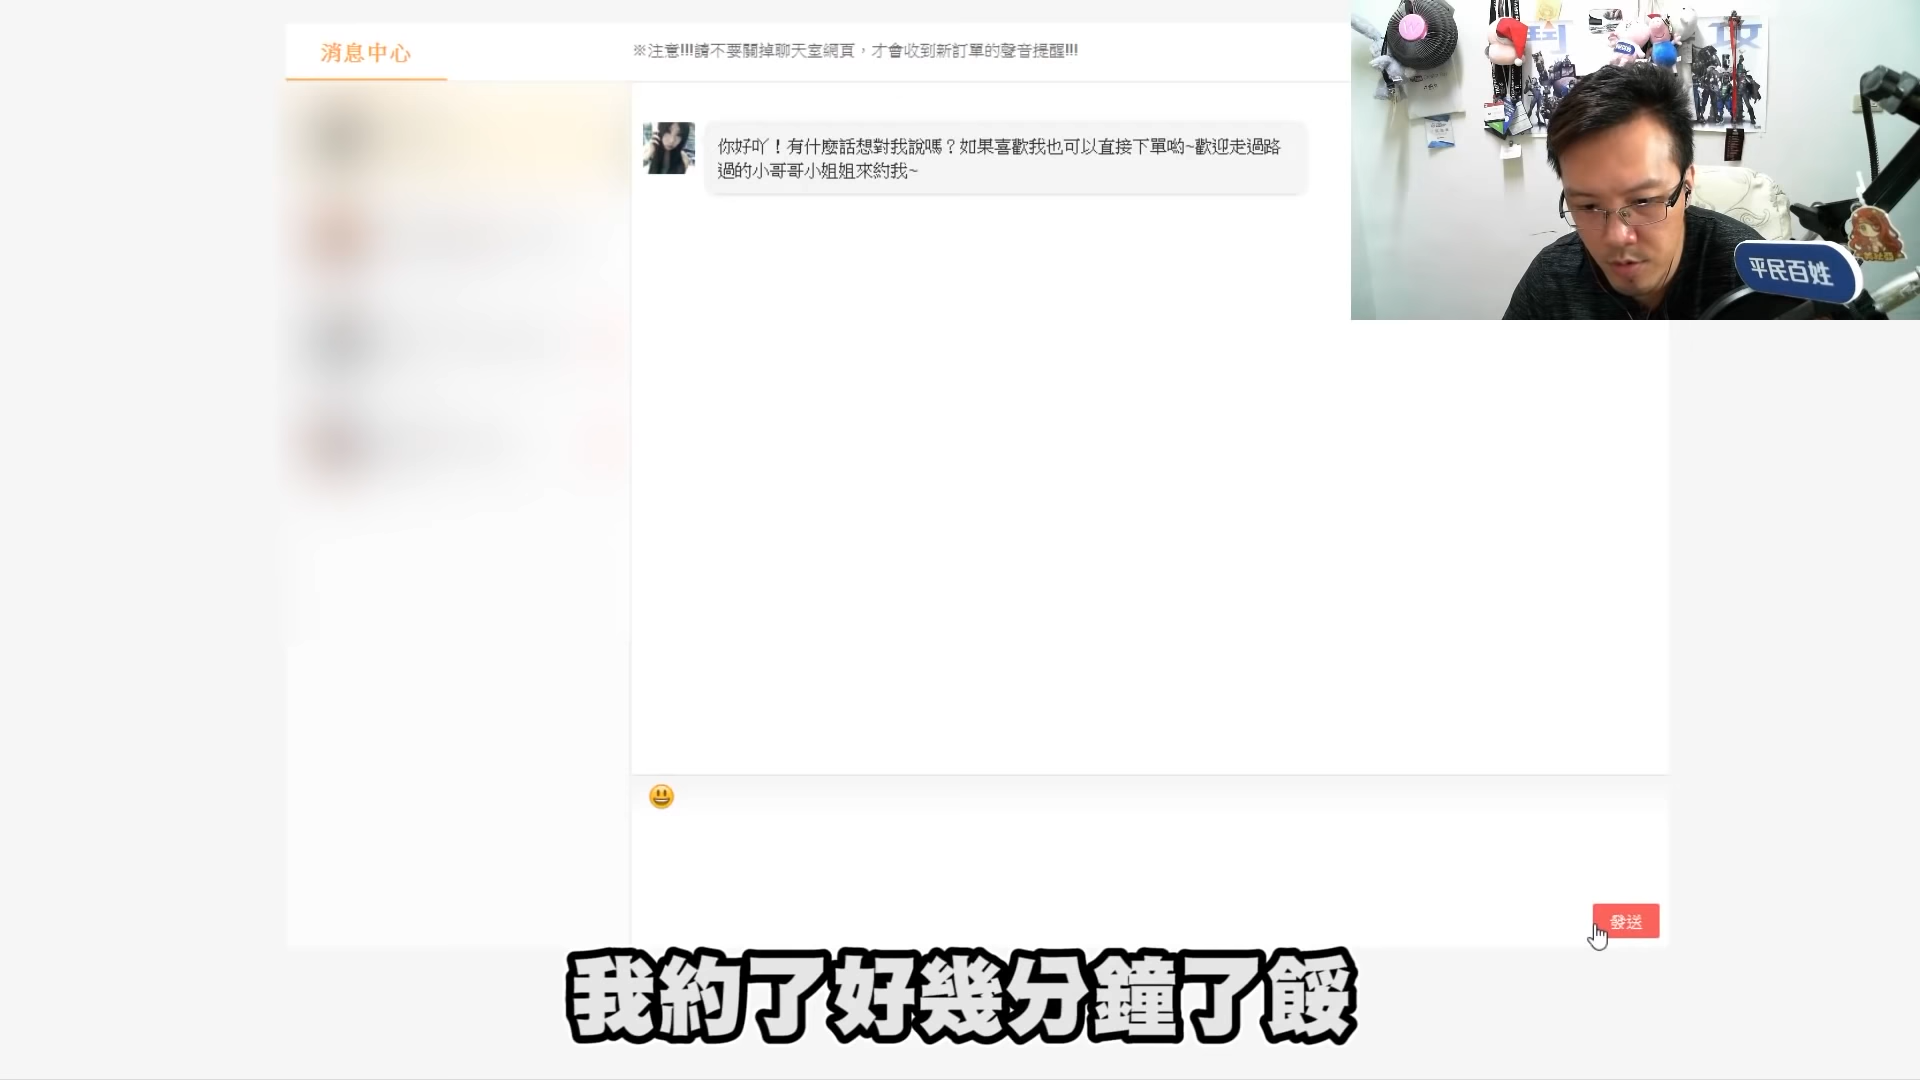 消息中心
※注意!!!請不要關掉聊天室網頁，才會收到新訂單的聲音提醒!!!
你好吖！有什麼話想對我說嗎？如果喜歡我也可以直接下單呦~歡迎走過路
過的小哥哥小姐姐來約我~
攻
平民百姓
發送
我約了好幾分鐘了餒